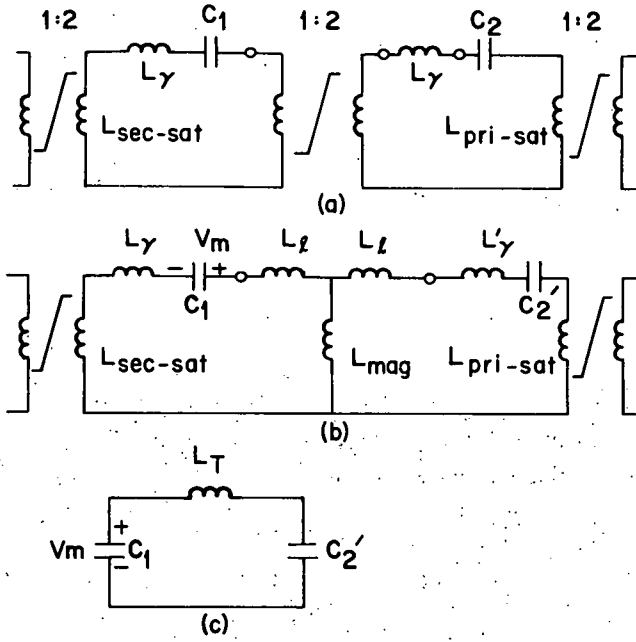 1:2 C1 1:2 C2 1:2
Lγ Lγ
Lsec-sat Lpri-sat
(a)
Lγ Vm Lℓ Lℓ L'γ
− +
C1 C2'
Lsec-sat Lmag Lpri-sat
(b)
LT
+
Vm C1 C2'
−
(c)